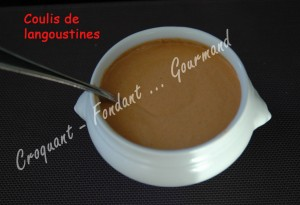 Coulis de
langoustines
Croquant - Fondant ... Gourmand